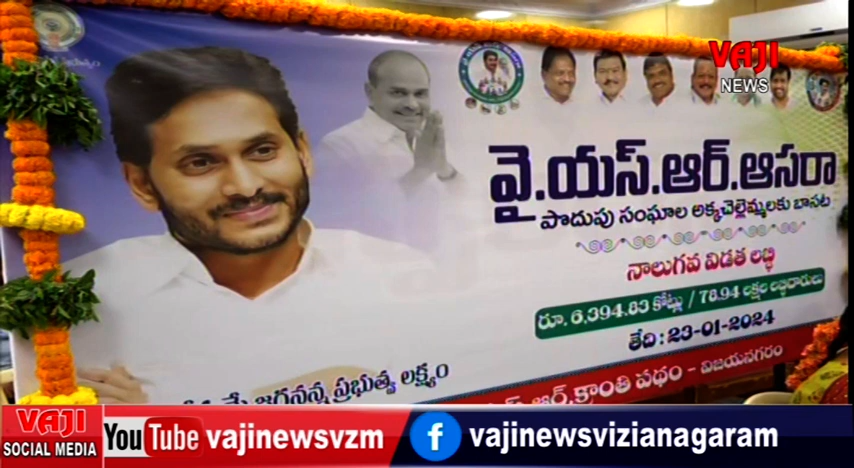 VAJI
NEWS
వై.యస్.ఆర్.ఆసరా
పొదుపు సంఘాల అక్కచెల్లెమ్మలకు బాసట
నాలుగవ విడత లబ్ధి
రూ. 6,394.83 కోట్లు / 78.94 లక్షల లబ్ధిదారులు
తేది : 23-01-2024
జగనన్న ప్రభుత్వ లక్ష్యం
క్రాంతి పథం - విజయనగరం
VAJI
SOCIAL MEDIA
YouTube vajinewsvzm
f vajinewsvizianagaram